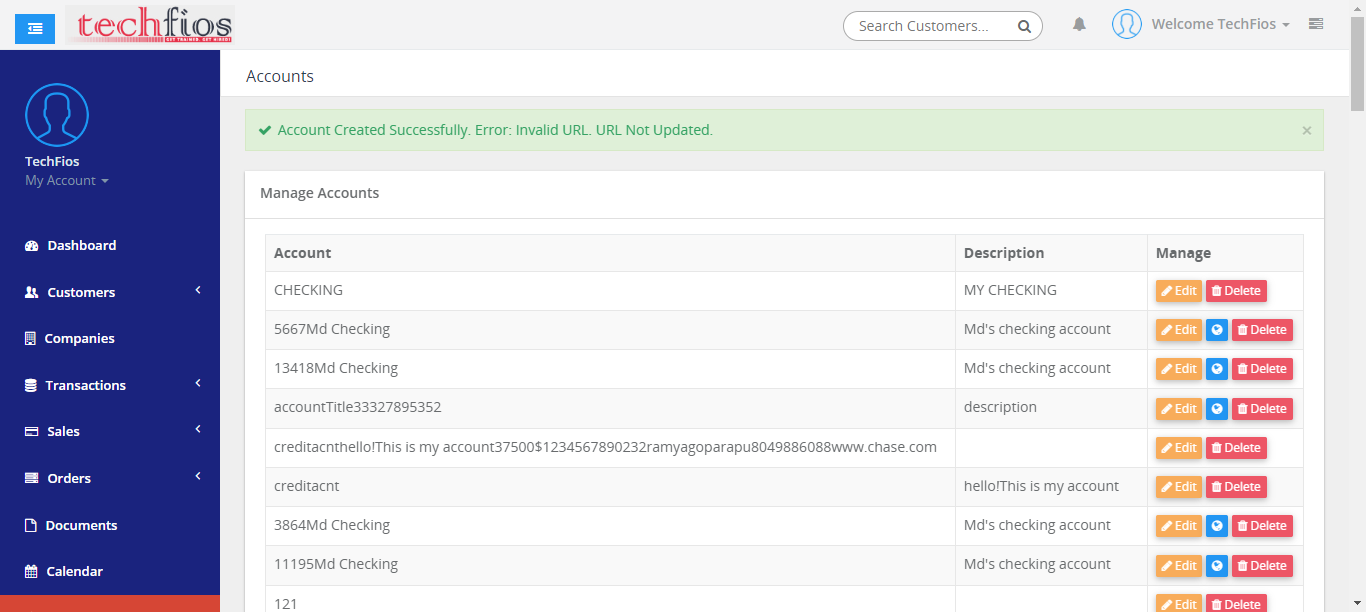 techfios
GET TRAINED. GET HIRED!
Search Customers...
Welcome TechFios
Accounts
TechFios
My Account
Dashboard
Customers
Companies
Transactions
Sales
Orders
Documents
Calendar
Account Created Successfully. Error: Invalid URL. URL Not Updated. ×
Manage Accounts
Account Description Manage
CHECKING MY CHECKING Edit Delete
5667Md Checking Md's checking account Edit Delete
13418Md Checking Md's checking account Edit Delete
accountTitle33327895352 description Edit Delete
creditacnthello!This is my account37500$1234567890232ramyagoparapu8049886088www.chase.com Edit Delete
creditacnt hello!This is my account Edit Delete
3864Md Checking Md's checking account Edit Delete
11195Md Checking Md's checking account Edit Delete
121 Edit Delete